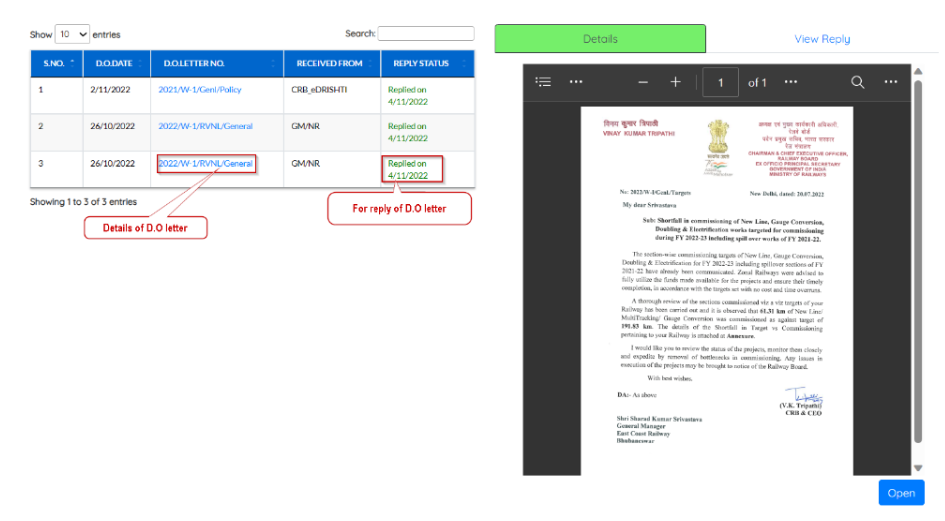 Show 10 entries
Search:
S.NO. D.O.DATE D.O.LETTER NO. RECEIVED FROM REPLY STATUS
1 2/11/2022 2021/W-1/Genl/Policy CRB_eDRISHTI Replied on
4/11/2022
2 26/10/2022 2022/W-1/RVNL/General GM/NR Replied on
4/11/2022
3 26/10/2022 2022/W-1/RVNL/General GM/NR Replied on
4/11/2022
Showing 1 to 3 of 3 entries
Details of D.O letter
For reply of D.O letter
Details
View Reply
1 of 1
विनय कुमार त्रिपाठी
VINAY KUMAR TRIPATHI
अध्यक्ष एवं मुख्य कार्यकारी अधिकारी
रेलवे बोर्ड
पदेन प्रमुख सचिव, भारत सरकार
रेल मंत्रालय
CHAIRMAN & CHIEF EXECUTIVE OFFICER,
RAILWAY BOARD
EX OFFICIO PRINCIPAL SECRETARY
GOVERNMENT OF INDIA
MINISTRY OF RAILWAYS
No: 2022/W-I/Genl./Targets
New Delhi, dated: 20.07.2022
My dear Srivastava
Sub: Shortfall in commissioning of New Line, Gauge Conversion,
Doubling & Electrification works targeted for commissioning
during FY 2022-23 including spill over works of FY 2021-22.
The section-wise commissioning targets of New Line, Gauge Conversion,
Doubling & Electrification for FY 2022-23 including spillover sections of FY
2021-22 have already been communicated. Zonal Railways were advised to
fully utilize the funds made available for the projects and ensure their timely
completion, in accordance with the targets set with no cost and time overruns.
A thorough review of the sections commissioned vis a viz targets of your
Railway has been carried out and it is observed that 61.31 km of New Line/
MultiTracking/ Gauge Conversion was commissioned as against target of
191.83 km. The details of the Shortfall in Target vs Commissioning
pertaining to your Railway is attached at Annexure.
I would like you to review the status of the projects, monitor them closely
and expedite by removal of bottlenecks in commissioning. Any issues in
execution of the projects may be brought to notice of the Railway Board.
With best wishes,
DA:- As above
(V.K. Tripathi)
CRB & CEO
Shri Sharad Kumar Srivastava
General Manager
East Coast Railway
Bhubaneswar
Open